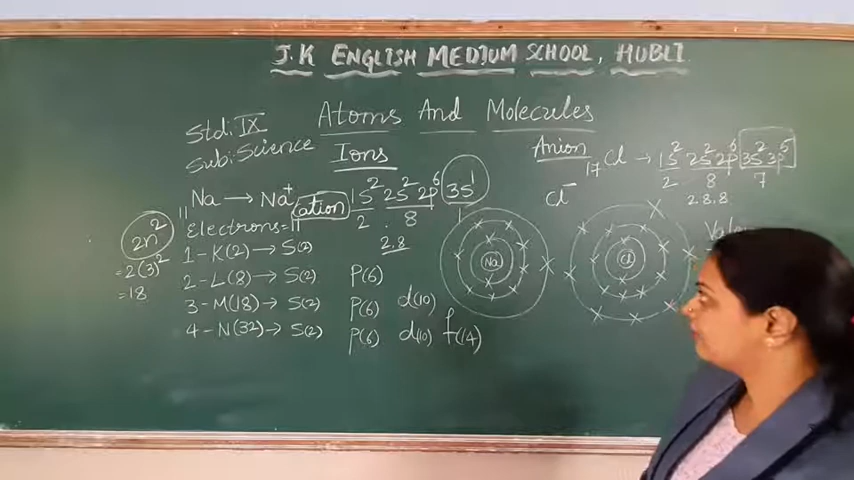 J.K ENGLISH MEDIUM SCHOOL, HUBLI
Std: IX
Atoms And Molecules
Sub: Science
Ions
Na → Na⁺
Cation
1s² 2s² 2p⁶ 3s¹
2 . 8 1
2.8
11 Electrons = 11
2n²
= 2(3)²
= 18
1 - K(2) → S(2)
2 - L(8) → S(2) P(6)
3 - M(18) → S(2) P(6) d(10)
4 - N(32) → S(2) P(6) d(10) f(14)
Na
Anion
17Cl → 1s² 2s² 2p⁶ 3s² 3p⁵
2 8 7
2.8.8
Cl⁻
Cl